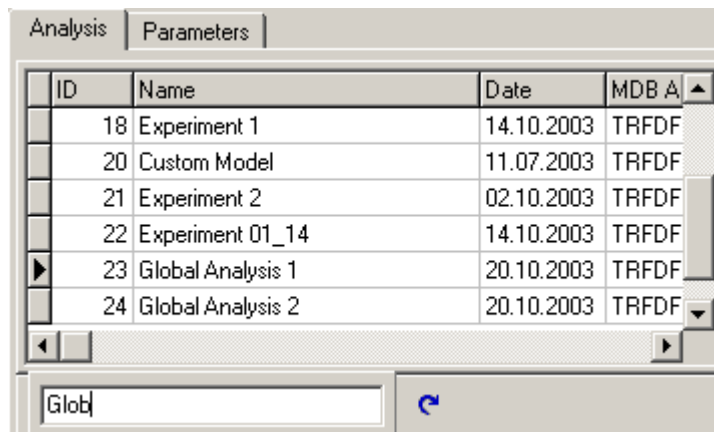 Analysis Parameters
ID Name Date MDB A
18 Experiment 1 14.10.2003 TRFDF
20 Custom Model 11.07.2003 TRFDF
21 Experiment 2 02.10.2003 TRFDF
22 Experiment 01_14 14.10.2003 TRFDF
23 Global Analysis 1 20.10.2003 TRFDF
24 Global Analysis 2 20.10.2003 TRFDF
Glob